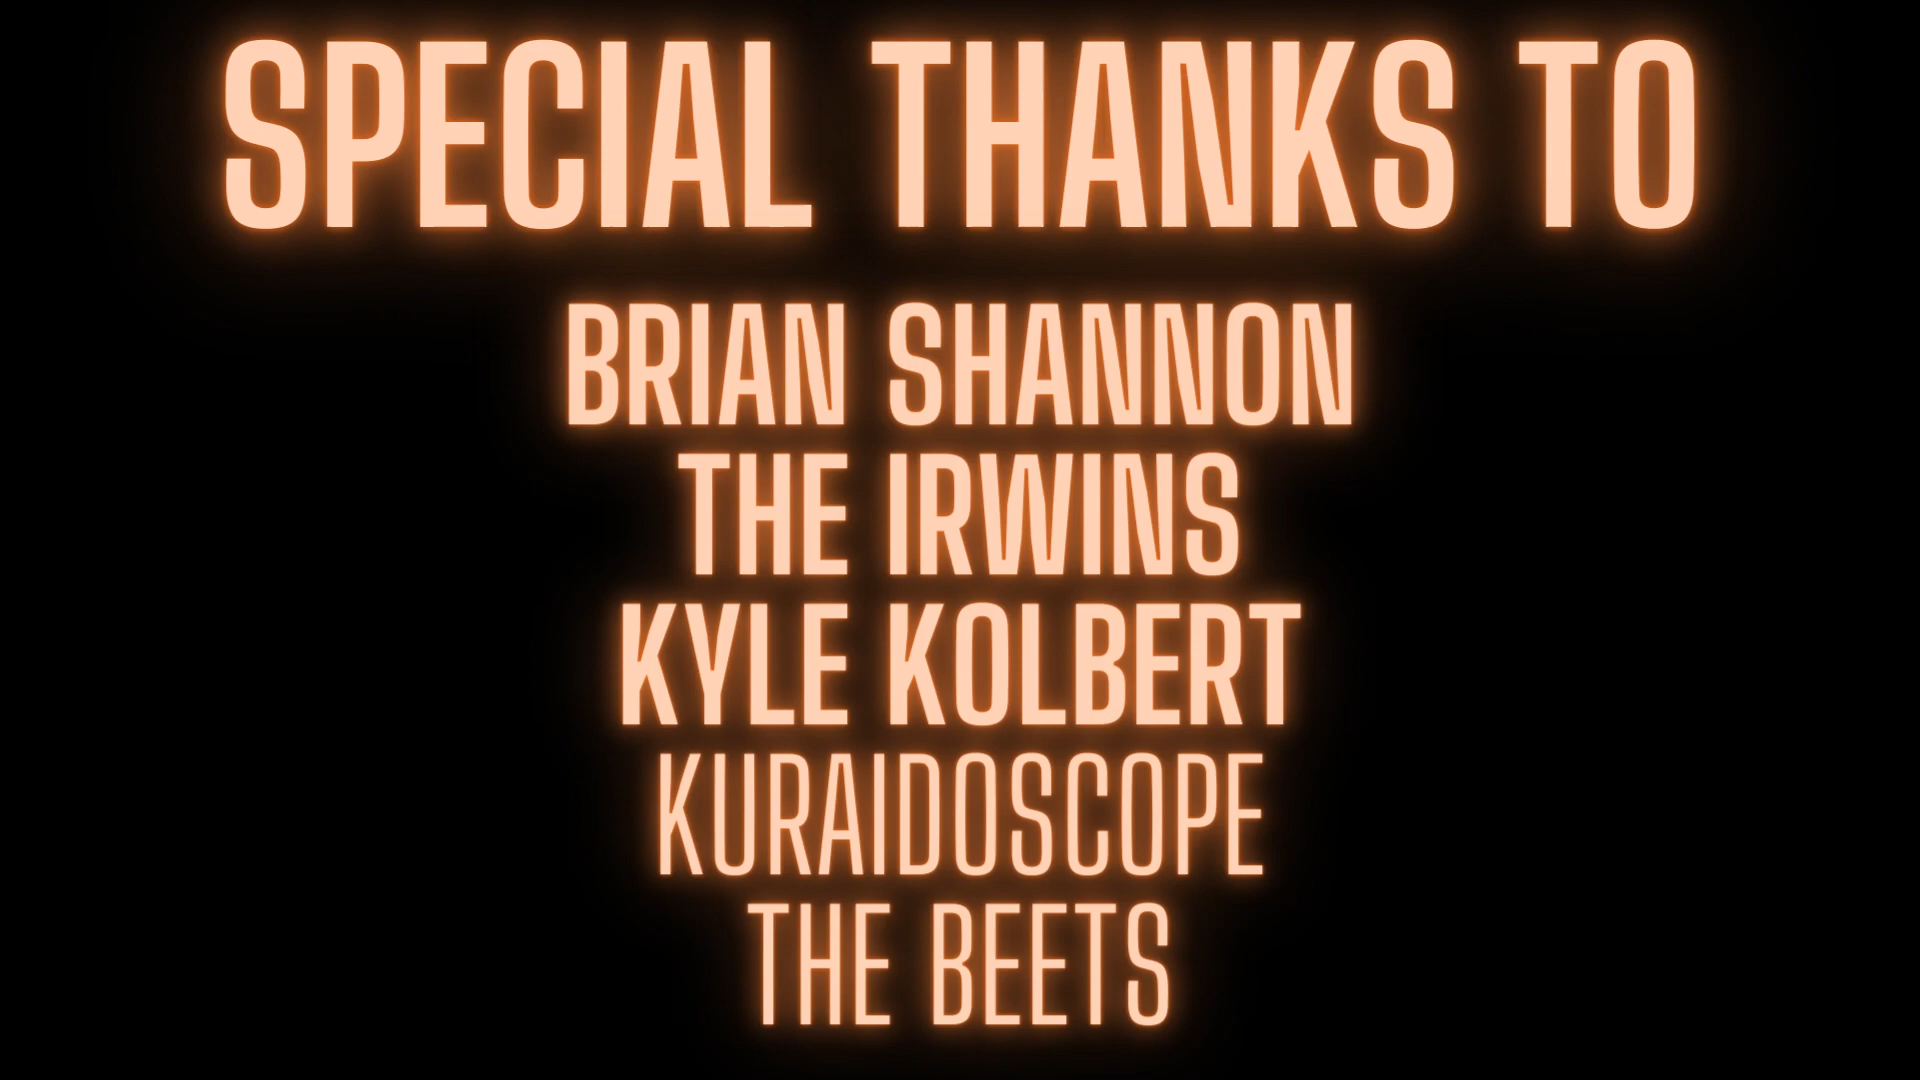 SPECIAL THANKS TO
BRIAN SHANNON
THE IRWINS
KYLE KOLBERT
KURAIDOSCOPE
THE BEETS